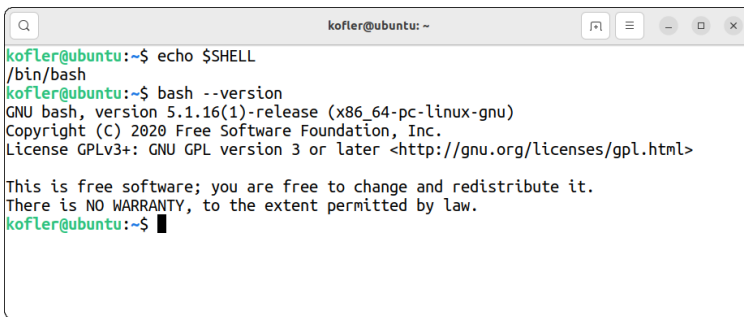 kofler@ubuntu: ~
kofler@ubuntu:~$ echo $SHELL
/bin/bash
kofler@ubuntu:~$ bash --version
GNU bash, version 5.1.16(1)-release (x86_64-pc-linux-gnu)
Copyright (C) 2020 Free Software Foundation, Inc.
License GPLv3+: GNU GPL version 3 or later <http://gnu.org/licenses/gpl.html>
This is free software; you are free to change and redistribute it.
There is NO WARRANTY, to the extent permitted by law.
kofler@ubuntu:~$